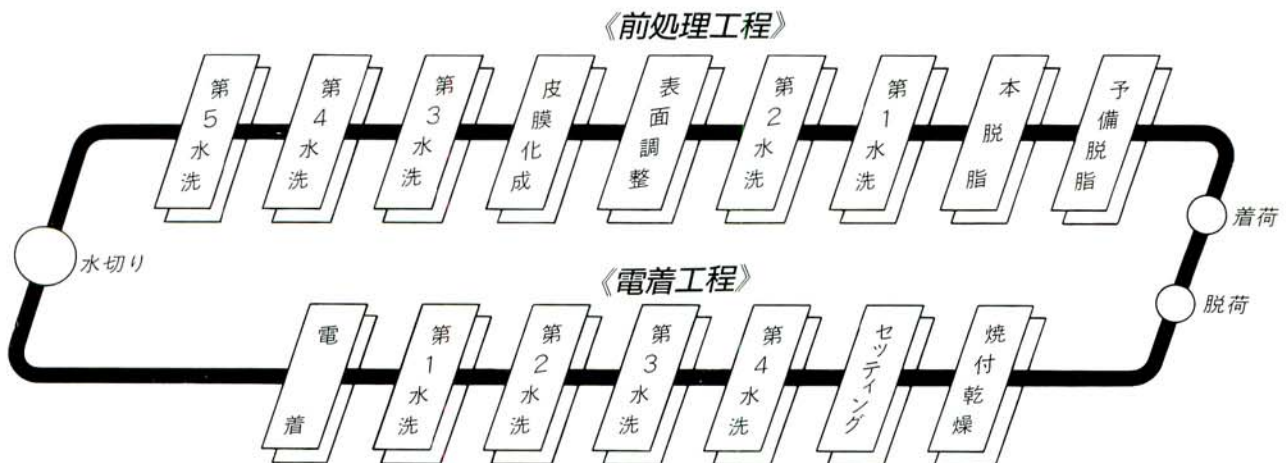 《前処理工程》
第5水洗
第4水洗
第3水洗
皮膜化成
表面調整
第2水洗
第1水洗
本脱脂
予備脱脂
着荷
水切り
《電着工程》
脱荷
電着
第1水洗
第2水洗
第3水洗
第4水洗
セッティング
焼付乾燥